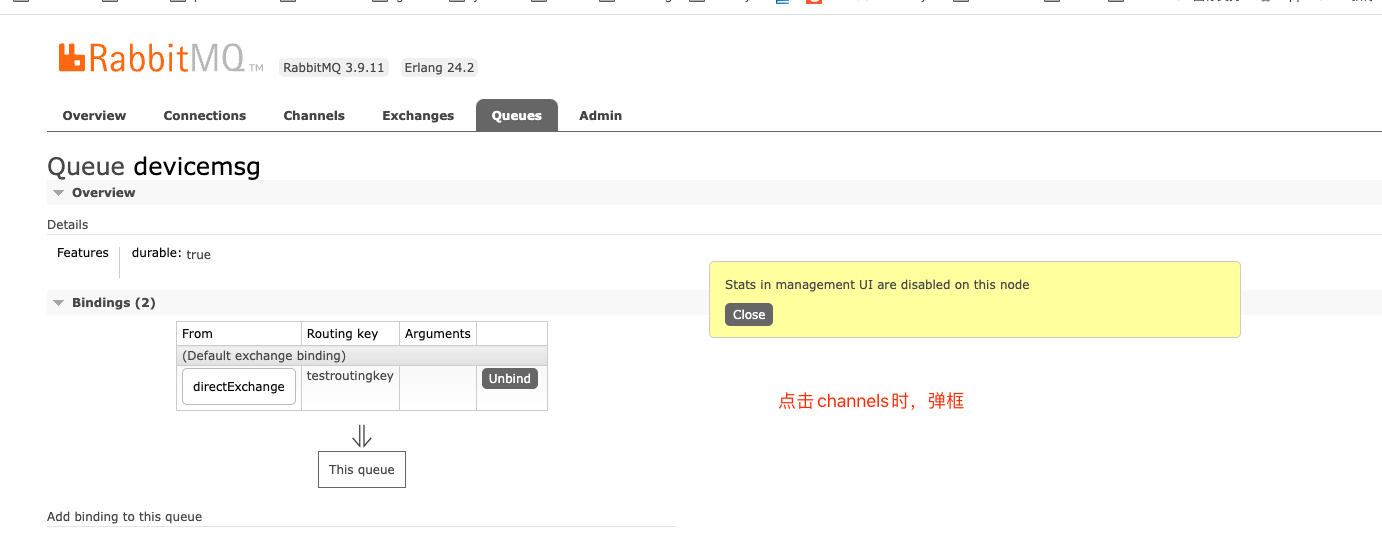 RabbitMQ TM RabbitMQ 3.9.11 Erlang 24.2
Overview Connections Channels Exchanges Queues Admin
Queue devicemsg
Overview
Details
Features durable: true
Stats in management UI are disabled on this node
Close
Bindings (2)
From Routing key Arguments
(Default exchange binding)
directExchange testroutingkey Unbind
点击channels时，弹框
This queue
Add binding to this queue